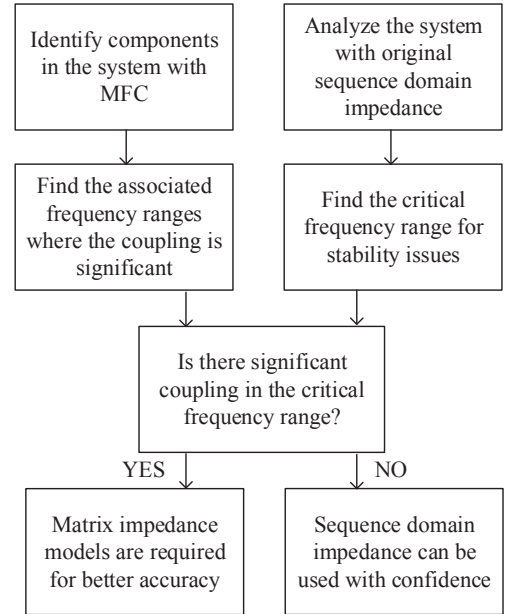 Identify components
in the system with
MFC
Analyze the system
with original
sequence domain
impedance
Find the associated
frequency ranges
where the coupling is
significant
Find the critical
frequency range for
stability issues
Is there significant
coupling in the critical
frequency range?
YES
NO
Matrix impedance
models are required
for better accuracy
Sequence domain
impedance can be
used with confidence